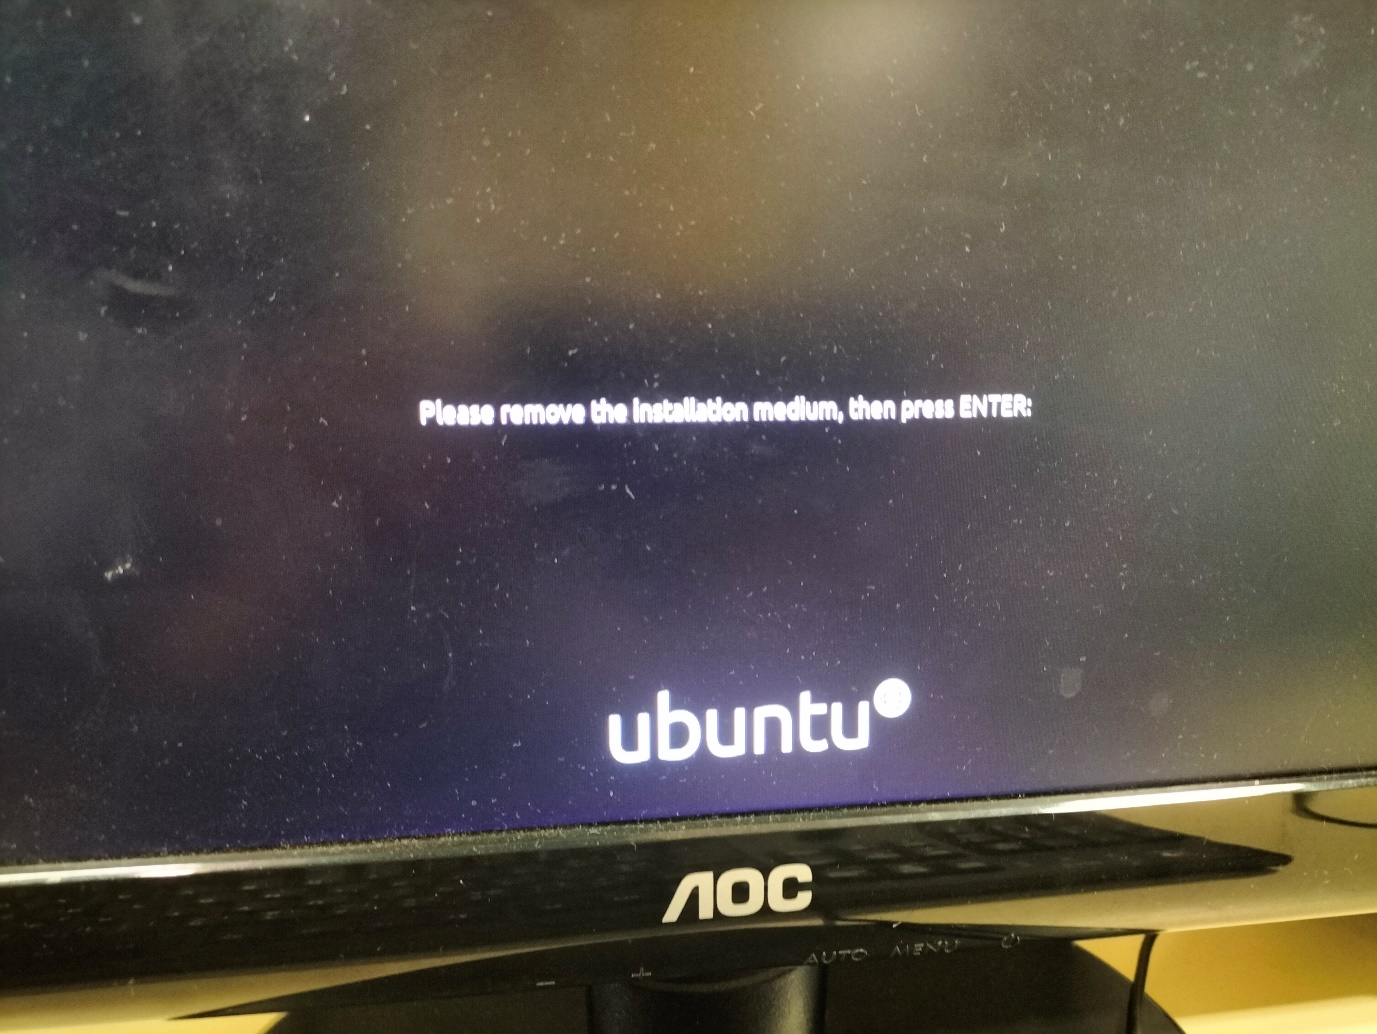 Please remove the installation medium, then press ENTER:
ubuntu
AOC
AUTO MENU
- +